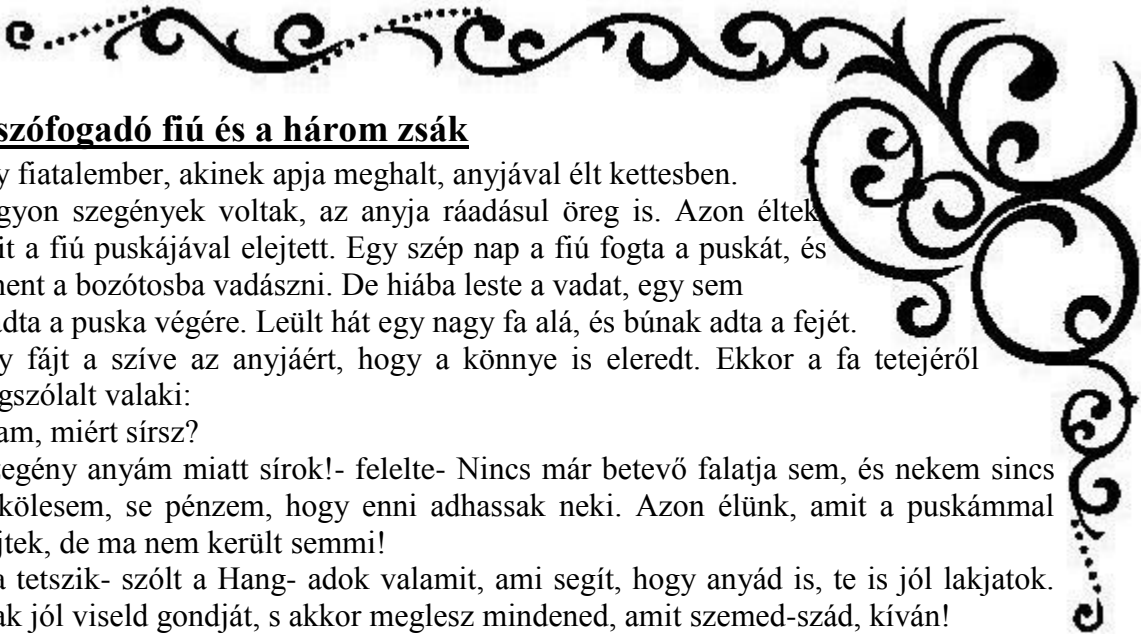 szófogadó fiú és a három zsák
y fiatalember, akinek apja meghalt, anyjával élt kettesben.
gyon szegények voltak, az anyja ráadásul öreg is. Azon éltek
it a fiú puskájával elejtett. Egy szép nap a fiú fogta a puskát, és
nent a bozótosba vadászni. De hiába leste a vadat, egy sem
adta a puska végére. Leült hát egy nagy fa alá, és búnak adta a fejét.
y fájt a szíve az anyjáért, hogy a könnye is eleredt. Ekkor a fa tetejéről
gszólalt valaki:
am, miért sírsz?
zegény anyám miatt sírok!- felelte- Nincs már betevő falatja sem, és nekem sincs
kölesem, se pénzem, hogy enni adhassak neki. Azon élünk, amit a puskámmal
jtek, de ma nem került semmi!
a tetszik- szólt a Hang- adok valamit, ami segít, hogy anyád is, te is jól lakjatok.
ak jól viseld gondját, s akkor meglesz mindened, amit szemed-szád, kíván!